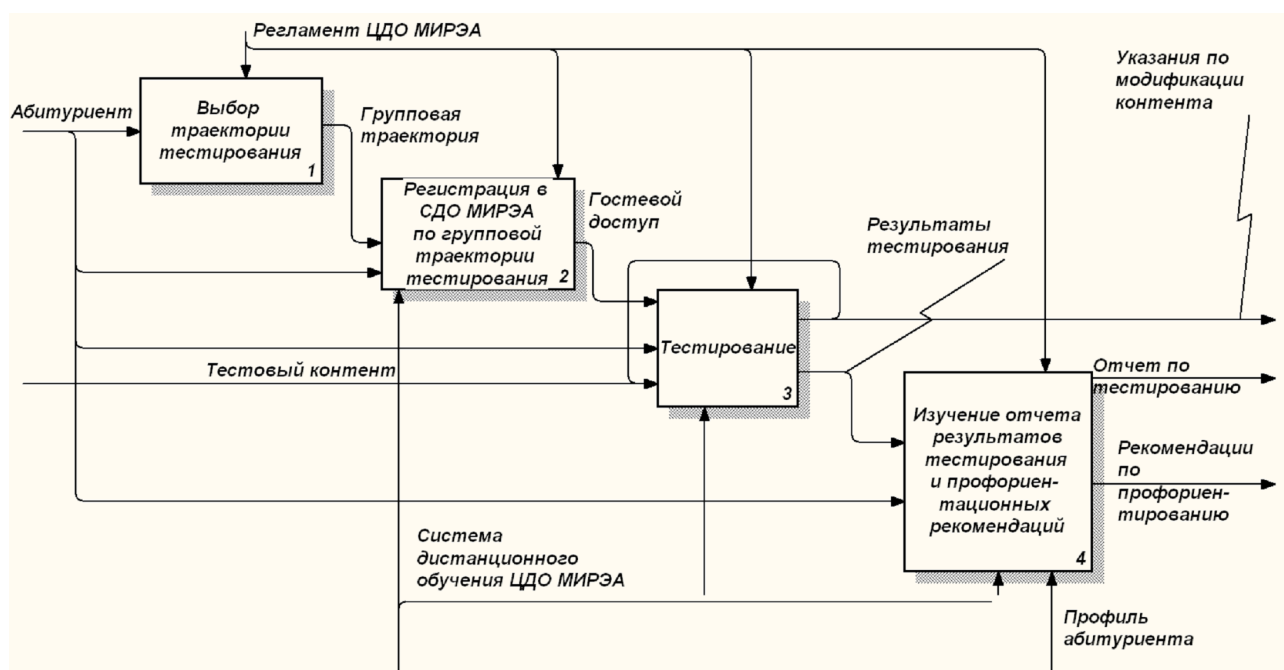 Регламент ЦДО МИРЭА
Указания по
модификации
контента
Абитуриент
Выбор
траектории
тестирования
1
Групповая
траектория
Регистрация в
СДО МИРЭА
по групповой
траектории
тестирования
2
Гостевой
доступ
Результаты
тестирования
Тестирование
3
Тестовый контент
Отчет по
тестированию
Изучение отчета
результатов
тестирования
и профориен-
тационных
рекомендаций
4
Рекомендации
по
профориен-
тированию
Система
дистанционного
обучения ЦДО МИРЭА
Профиль
абитуриента